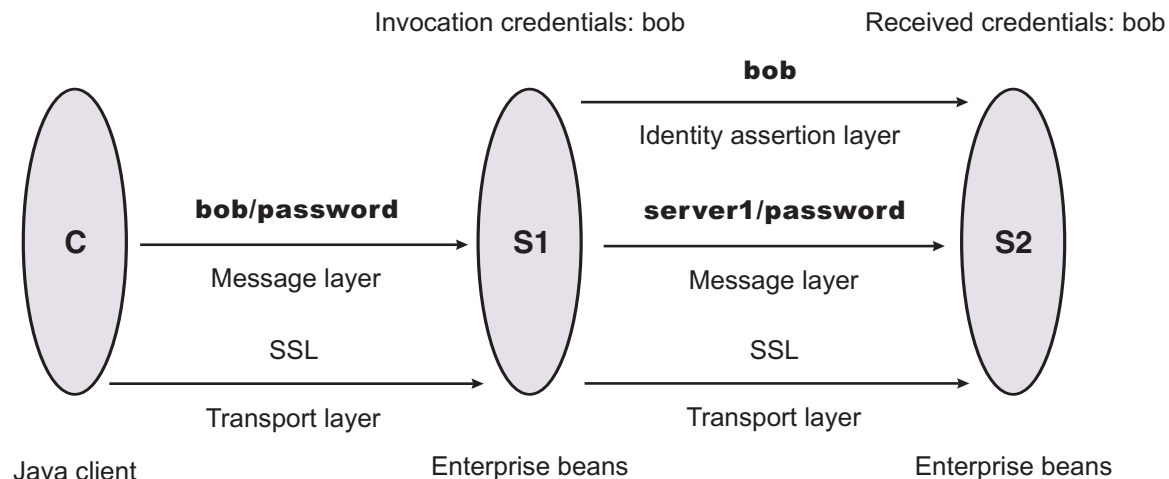 Invocation credentials: bob
Received credentials: bob
bob
Identity assertion layer
bob/password
server1/password
C
S1
S2
Message layer
Message layer
SSL
SSL
Transport layer
Transport layer
Java client
Enterprise beans
Enterprise beans